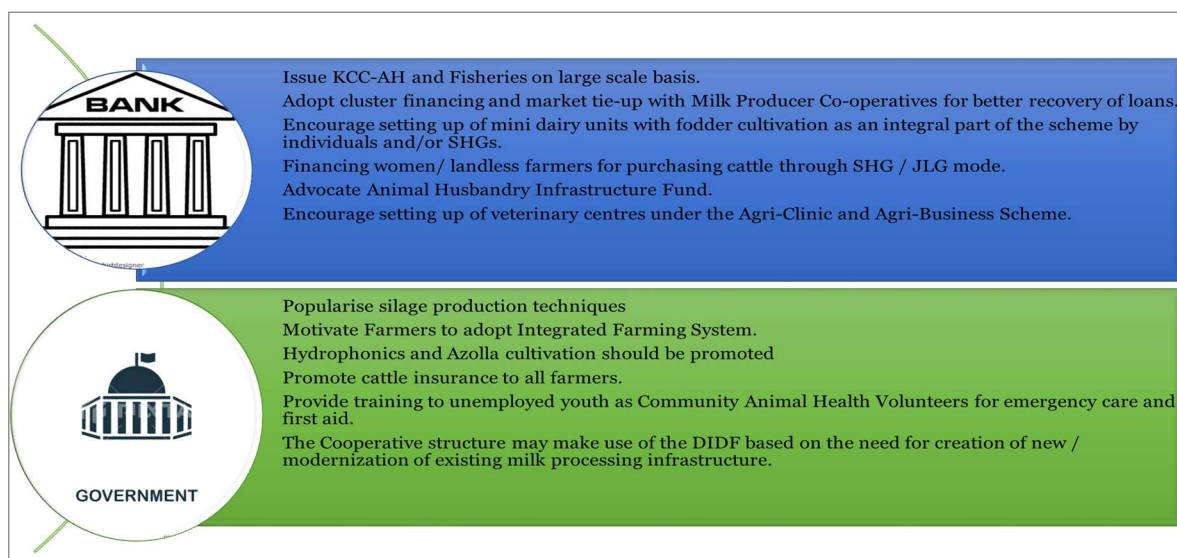 BANK
Issue KCC-AH and Fisheries on large scale basis.
Adopt cluster financing and market tie-up with Milk Producer Co-operatives for better recovery of loans.
Encourage setting up of mini dairy units with fodder cultivation as an integral part of the scheme by
individuals and/or SHGs.
Financing women/ landless farmers for purchasing cattle through SHG / JLG mode.
Advocate Animal Husbandry Infrastructure Fund.
Encourage setting up of veterinary centres under the Agri-Clinic and Agri-Business Scheme.
GOVERNMENT
Popularise silage production techniques
Motivate Farmers to adopt Integrated Farming System.
Hydrophonics and Azolla cultivation should be promoted
Promote cattle insurance to all farmers.
Provide training to unemployed youth as Community Animal Health Volunteers for emergency care and
first aid.
The Cooperative structure may make use of the DIDF based on the need for creation of new /
modernization of existing milk processing infrastructure.